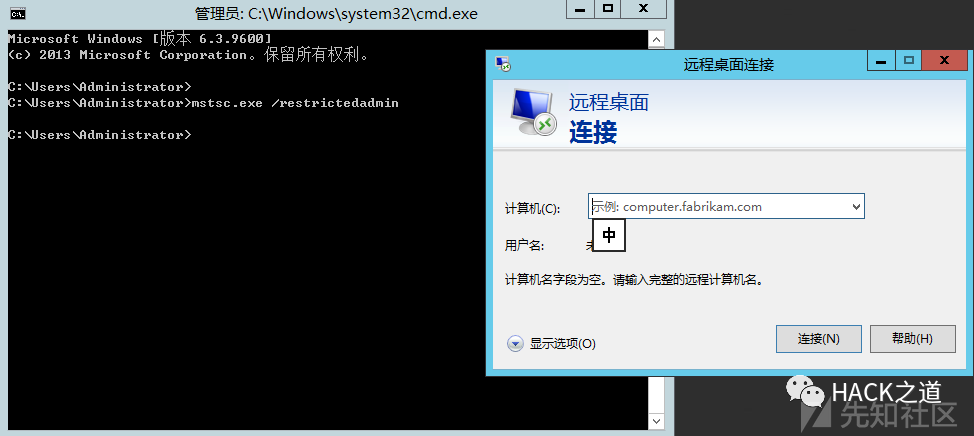 管理员: C:\Windows\system32\cmd.exe
Microsoft Windows [版本 6.3.9600]
(c) 2013 Microsoft Corporation。保留所有权利。
C:\Users\Administrator>
C:\Users\Administrator>mstsc.exe /restrictedadmin
C:\Users\Administrator>
远程桌面连接
远程桌面
连接
计算机(C):
示例: computer.fabrikam.com
中
用户名:
计算机名字段为空。请输入完整的远程计算机名。
显示选项(O)
连接(N)
帮助(H)
HACK之道
先知社区